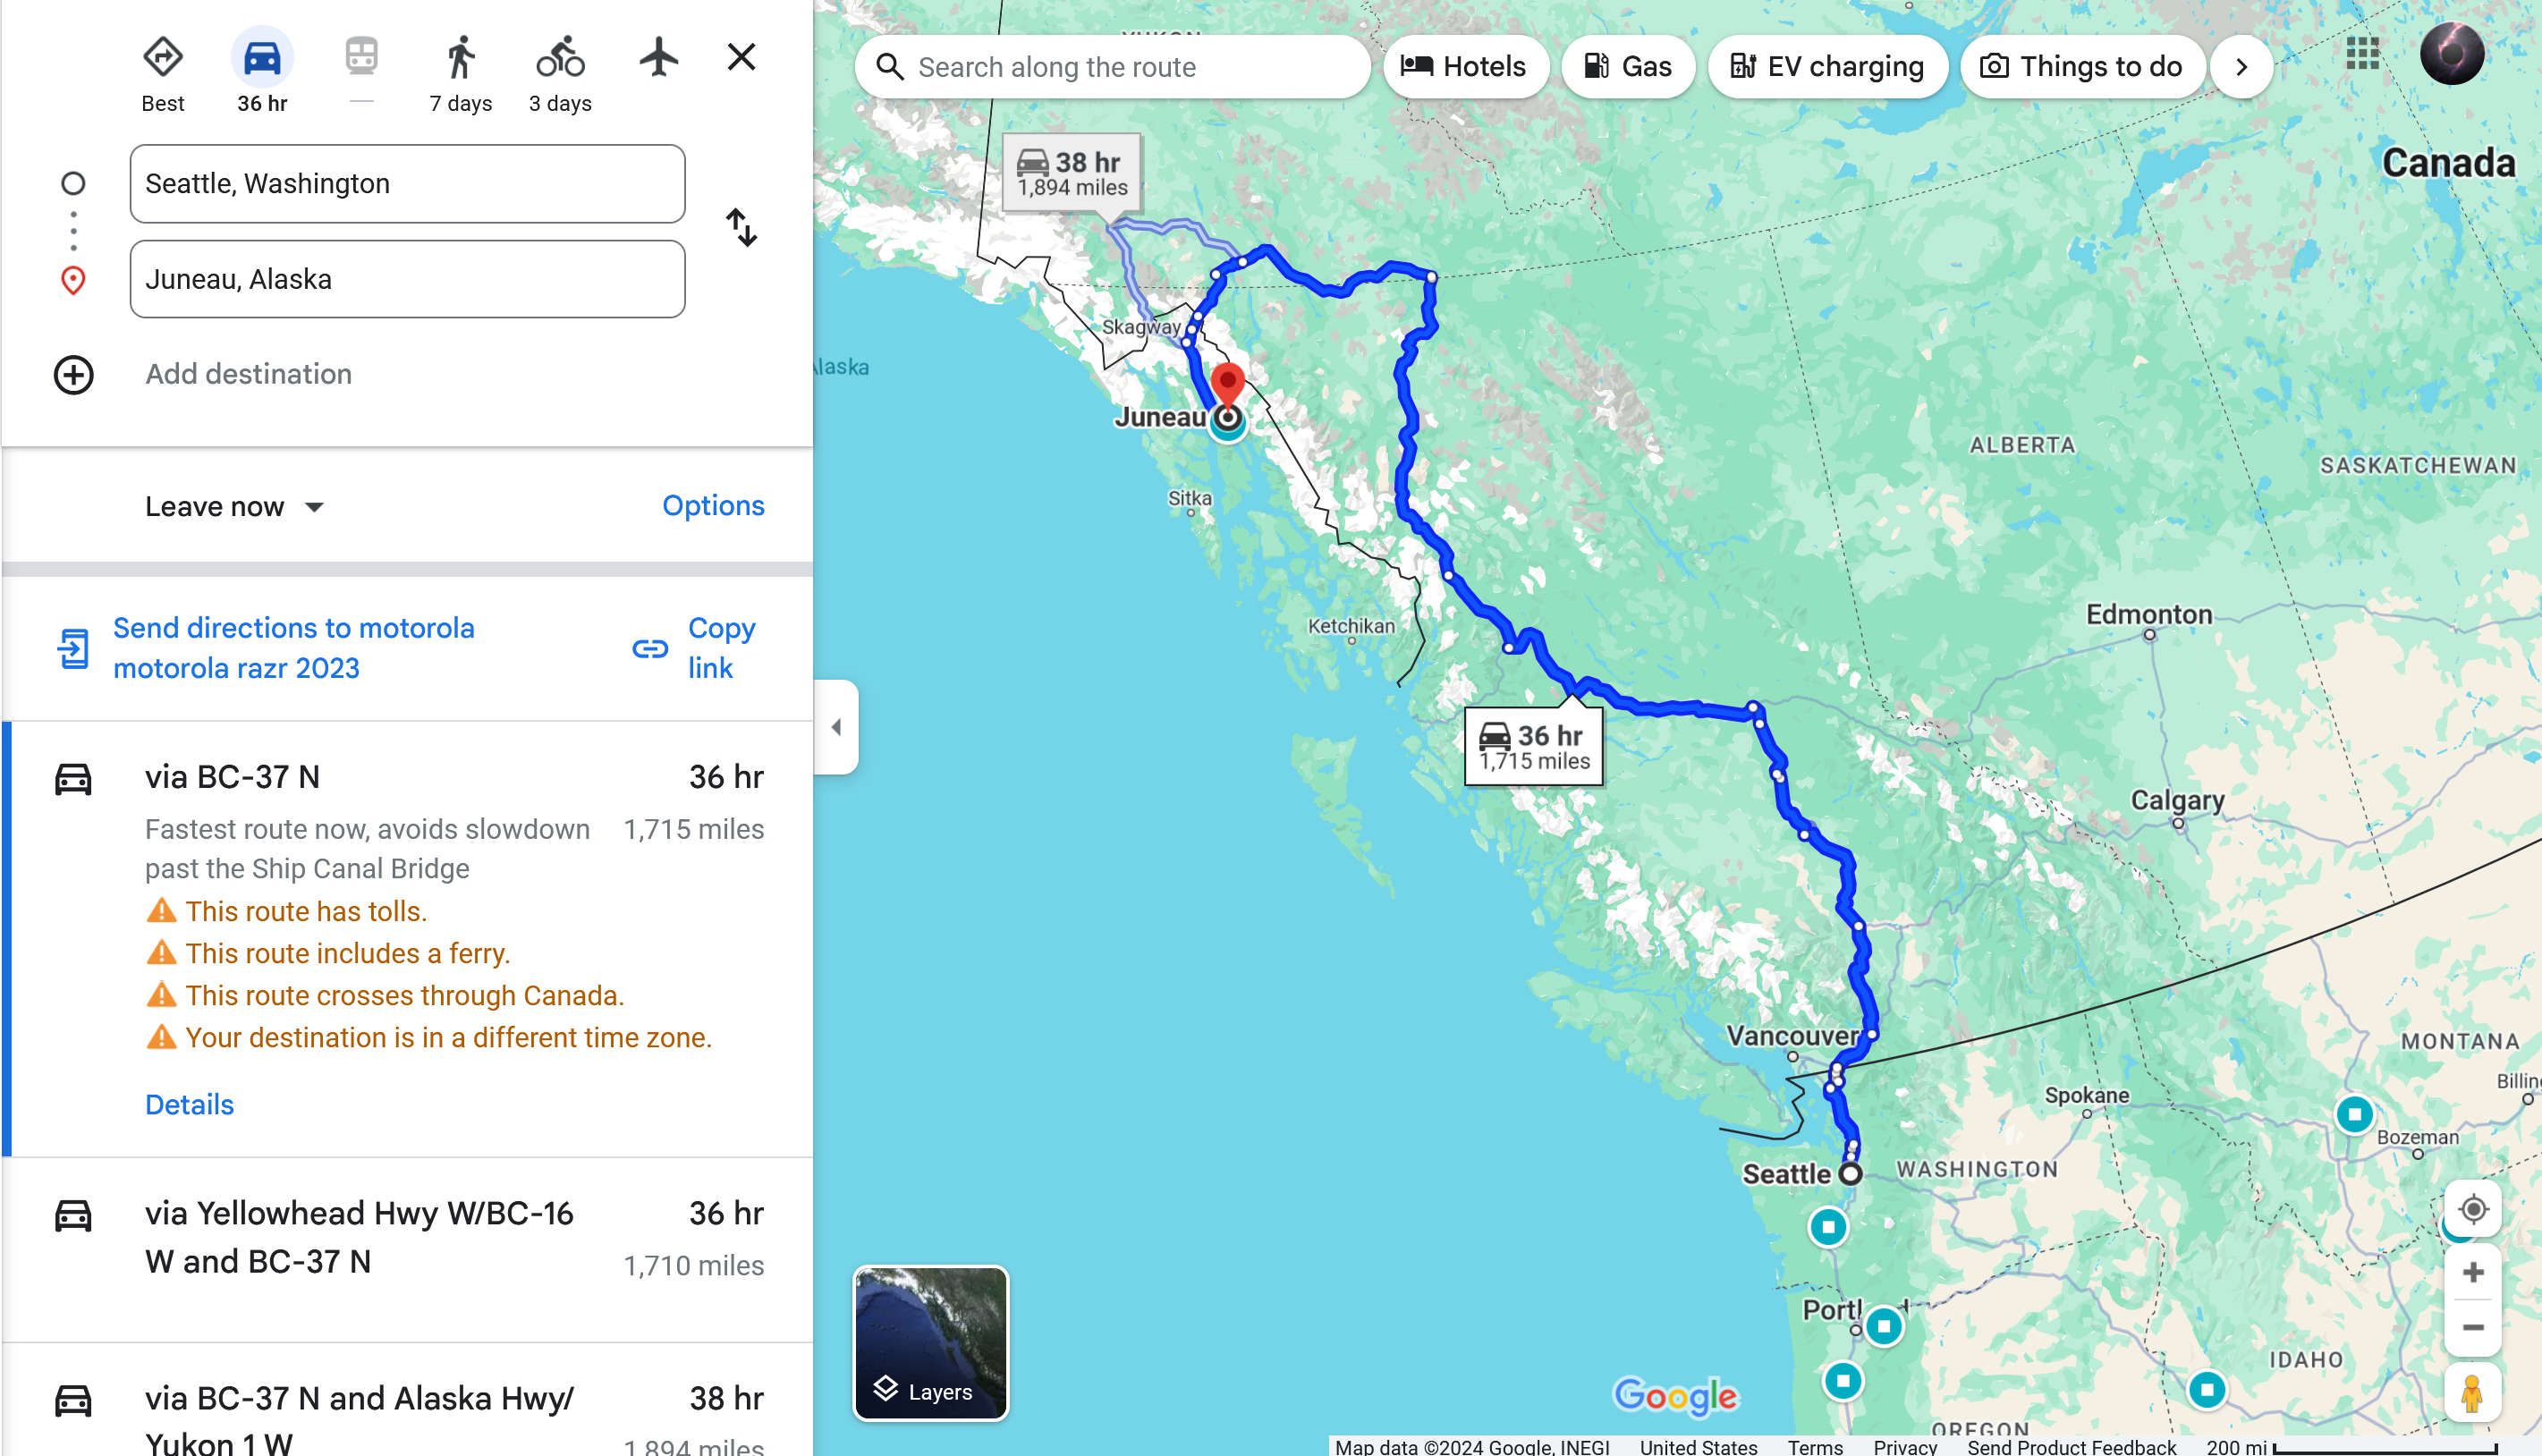 Best
36 hr
—
7 days
3 days
Seattle, Washington
Juneau, Alaska
Add destination
Leave now
Options
Send directions to motorola
motorola razr 2023
Copy
link
via BC-37 N
36 hr
Fastest route now, avoids slowdown
past the Ship Canal Bridge
1,715 miles
This route has tolls.
This route includes a ferry.
This route crosses through Canada.
Your destination is in a different time zone.
Details
via Yellowhead Hwy W/BC-16
W and BC-37 N
36 hr
1,710 miles
via BC-37 N and Alaska Hwy/
Yukon 1 W
38 hr
1,894 miles
Search along the route
Hotels
Gas
EV charging
Things to do
YUKON
38 hr
1,894 miles
Canada
Skagway
Alaska
Juneau
Sitka
Ketchikan
ALBERTA
SASKATCHEWAN
Edmonton
36 hr
1,715 miles
Calgary
Vancouver
MONTANA
Spokane
Bozeman
Seattle
WASHINGTON
IDAHO
OREGON
Layers
Google
Map data ©2024 Google, INEGI
United States
Terms
Privacy
Send Product Feedback
200 mi